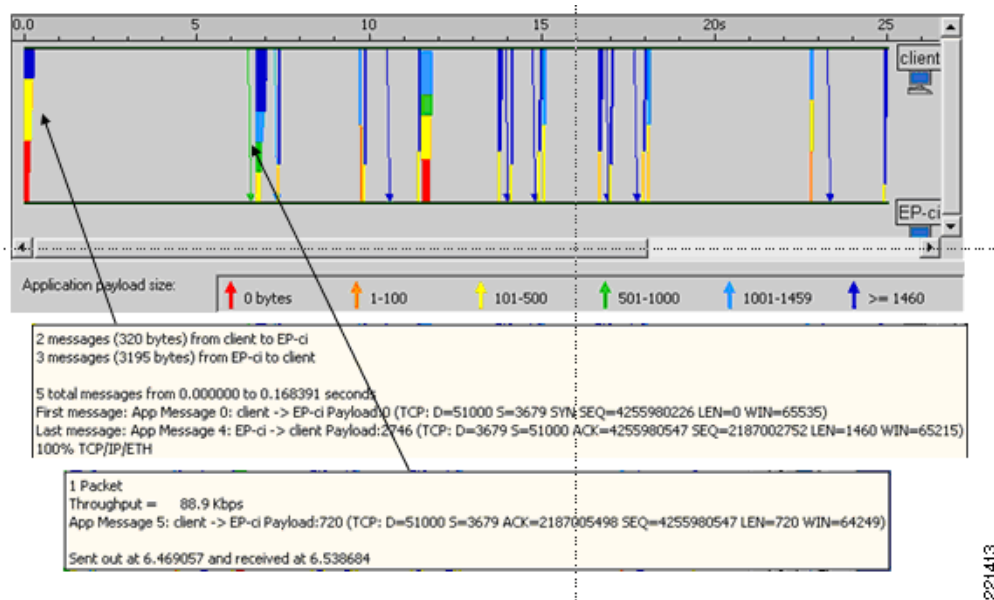 0.0 5 10 15 20s 25
client
EP-ci
Application payload size:
0 bytes 1-100 101-500 501-1000 1001-1459 >= 1460
2 messages (320 bytes) from client to EP-ci
3 messages (3195 bytes) from EP-ci to client
5 total messages from 0.000000 to 0.168391 seconds
First message: App Message 0: client -> EP-ci Payload:0 (TCP: D=51000 S=3679 SYN SEQ=4255980226 LEN=0 WIN=65535)
Last message: App Message 4: EP-ci -> client Payload:2746 (TCP: D=3679 S=51000 ACK=4255980547 SEQ=2187002752 LEN=1460 WIN=65215)
100% TCP/IP/ETH
1 Packet
Throughput = 88.9 Kbps
App Message 5: client -> EP-ci Payload:720 (TCP: D=51000 S=3679 ACK=2187005498 SEQ=4255980547 LEN=720 WIN=64249)
Sent out at 6.469057 and received at 6.538684
221413